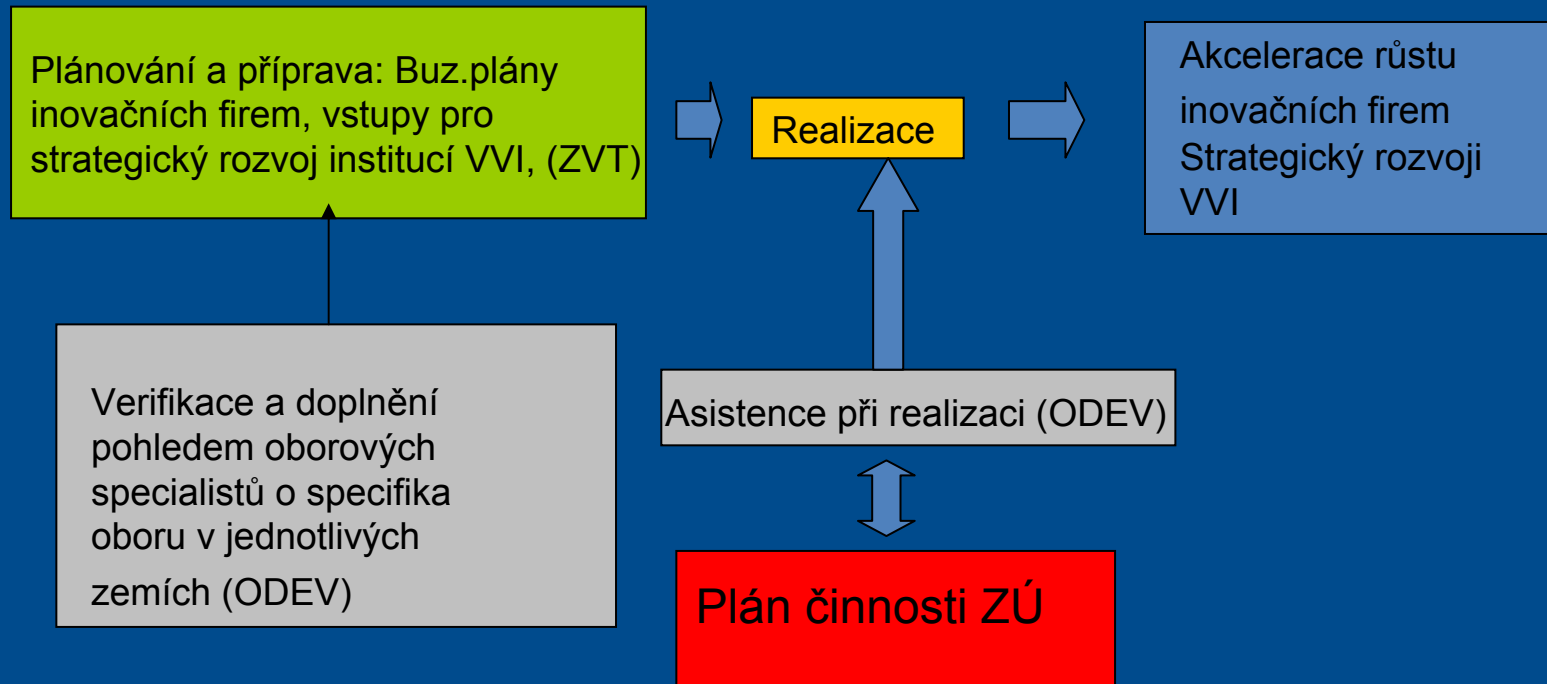 Plánování a příprava: Buz.plány
inovačních firem, vstupy pro
strategický rozvoj institucí VVI, (ZVT)
Realizace
Akcelerace růstu
inovačních firem
Strategický rozvoji
VVI
Verifikace a doplnění
pohledem oborových
specialistů o specifika
oboru v jednotlivých
zemích (ODEV)
Asistence při realizaci (ODEV)
Plán činnosti ZÚ